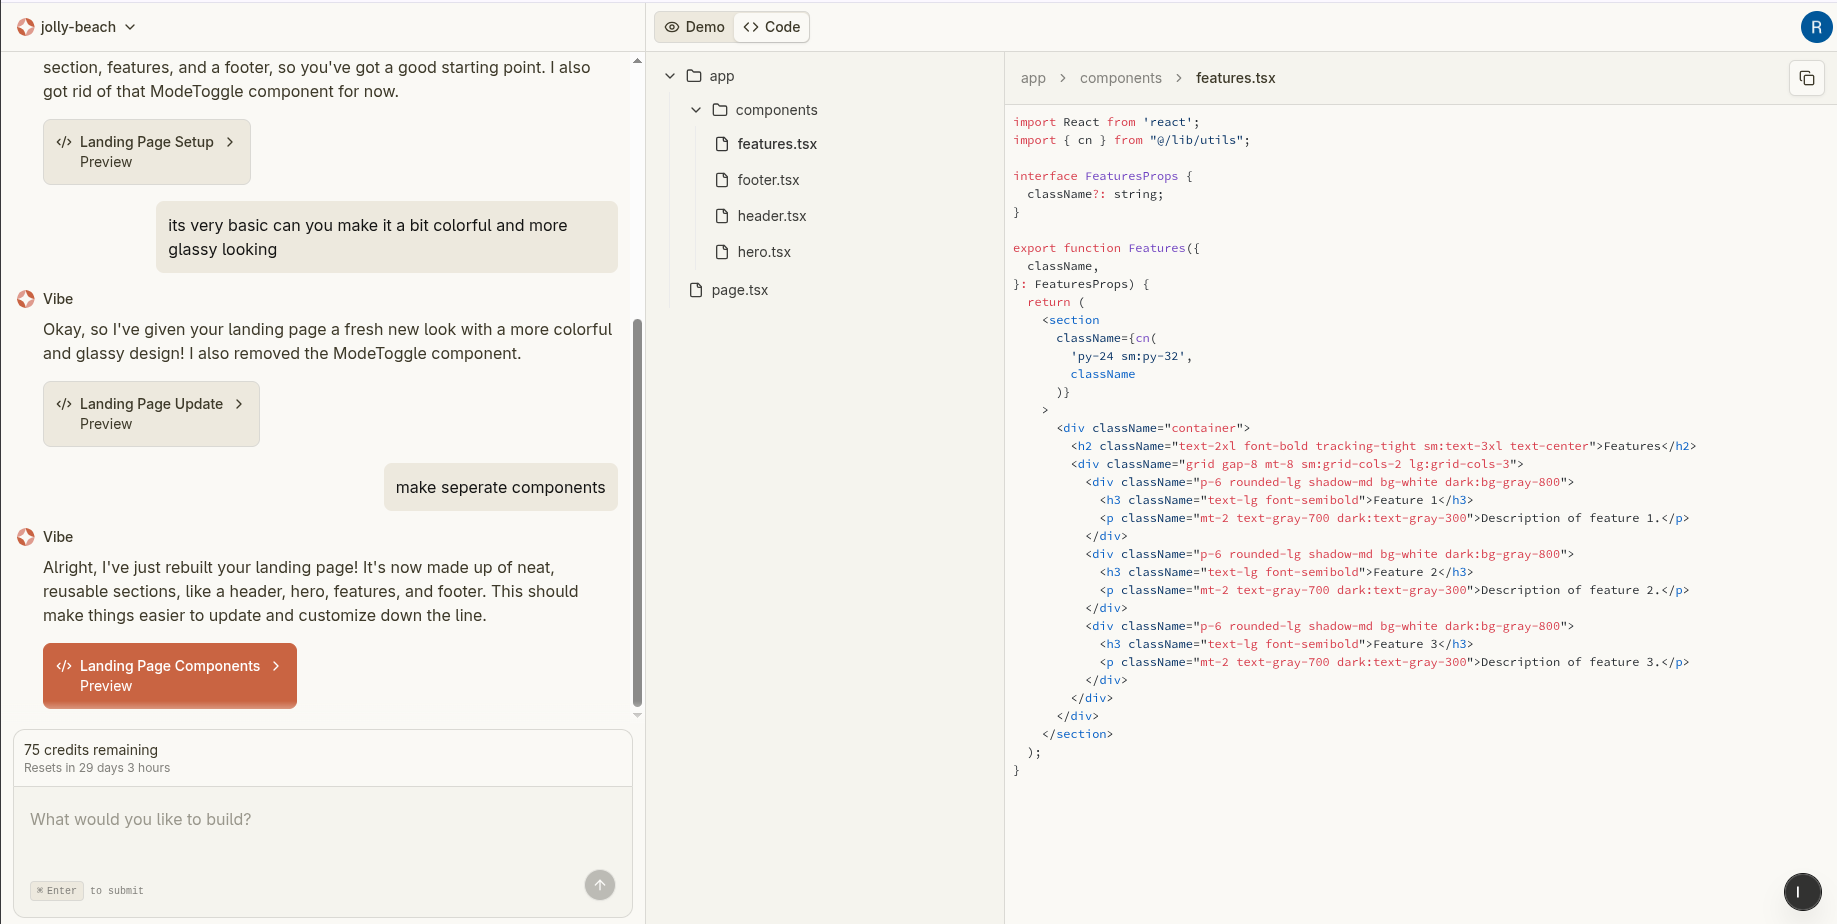 jolly-beach
section, features, and a footer, so you've got a good starting point. I also
got rid of that ModeToggle component for now.
Landing Page Setup
Preview
its very basic can you make it a bit colorful and more
glassy looking
Vibe
Okay, so I've given your landing page a fresh new look with a more colorful
and glassy design! I also removed the ModeToggle component.
Landing Page Update
Preview
make seperate components
Vibe
Alright, I've just rebuilt your landing page! It's now made up of neat,
reusable sections, like a header, hero, features, and footer. This should
make things easier to update and customize down the line.
Landing Page Components
Preview
75 credits remaining
Resets in 29 days 3 hours
What would you like to build?
⌘ Enter to submit
Demo
Code
R
app
components
features.tsx
footer.tsx
header.tsx
hero.tsx
page.tsx
app > components > features.tsx
import React from 'react';
import { cn } from "@/lib/utils";
interface FeaturesProps {
  className?: string;
}
export function Features({
  className,
}: FeaturesProps) {
  return (
    <section
      className={cn(
        'py-24 sm:py-32',
        className
      )}
    >
      <div className="container">
        <h2 className="text-2xl font-bold tracking-tight sm:text-3xl text-center">Features</h2>
        <div className="grid gap-8 mt-8 sm:grid-cols-2 lg:grid-cols-3">
          <div className="p-6 rounded-lg shadow-md bg-white dark:bg-gray-800">
            <h3 className="text-lg font-semibold">Feature 1</h3>
            <p className="mt-2 text-gray-700 dark:text-gray-300">Description of feature 1.</p>
          </div>
          <div className="p-6 rounded-lg shadow-md bg-white dark:bg-gray-800">
            <h3 className="text-lg font-semibold">Feature 2</h3>
            <p className="mt-2 text-gray-700 dark:text-gray-300">Description of feature 2.</p>
          </div>
          <div className="p-6 rounded-lg shadow-md bg-white dark:bg-gray-800">
            <h3 className="text-lg font-semibold">Feature 3</h3>
            <p className="mt-2 text-gray-700 dark:text-gray-300">Description of feature 3.</p>
          </div>
        </div>
      </div>
    </section>
  );
}